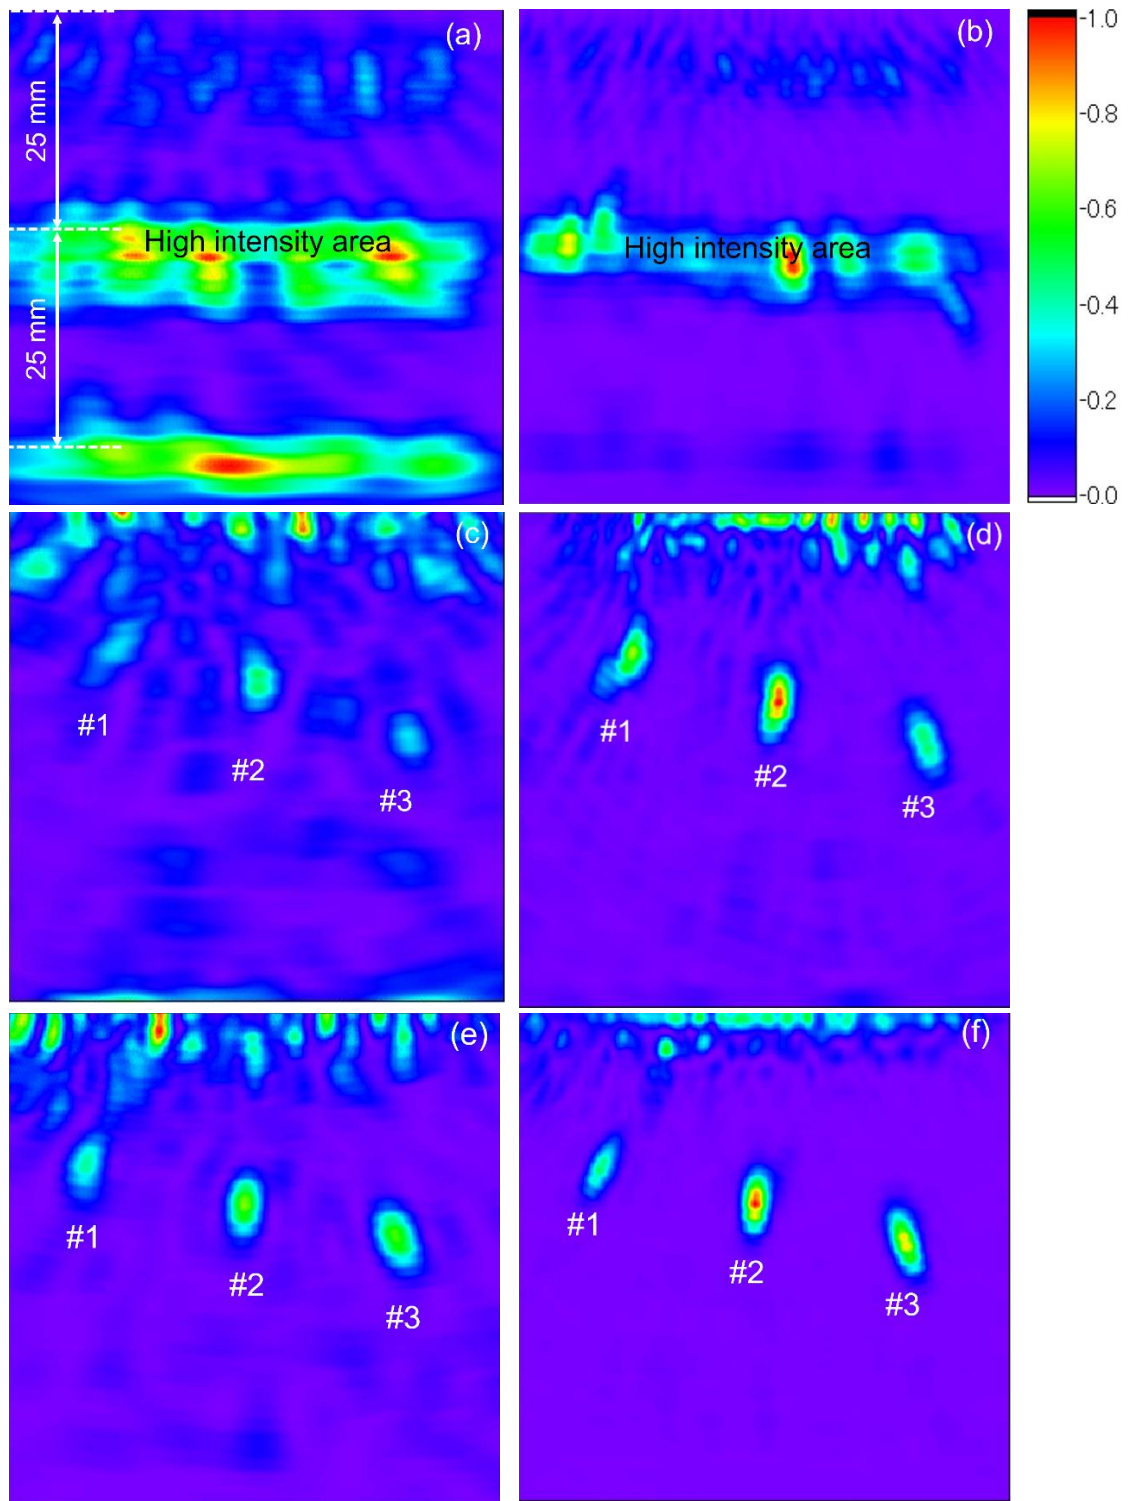 (a)
25 mm
High intensity area
25 mm
(b)
High intensity area
-1.0
-0.8
-0.6
-0.4
-0.2
-0.0
(c)
#1
#2
#3
(d)
#1
#2
#3
(e)
#1
#2
#3
(f)
#1
#2
#3